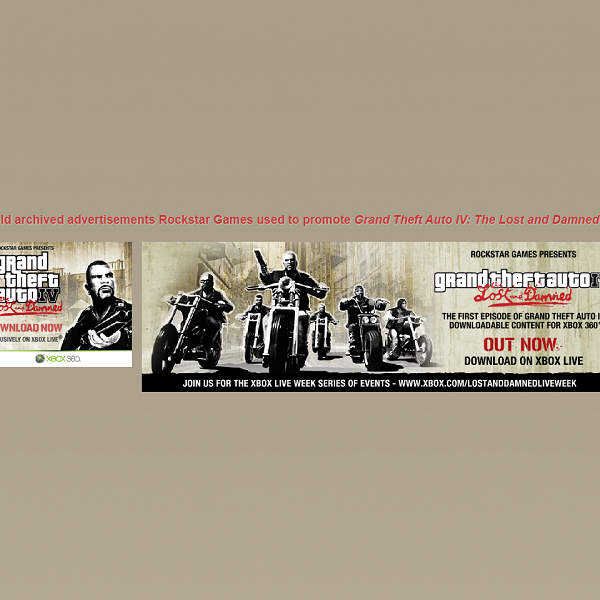 ld archived advertisements Rockstar Games used to promote Grand Theft Auto IV: The Lost and Damned
ROCKSTAR GAMES PRESENTS
grand
theft
auto IV
Lost and Damned
WNLOAD NOW
USIVELY ON XBOX LIVE®
XBOX 360
ROCKSTAR GAMES PRESENTS
grand theft auto I
Lost and Damned
THE FIRST EPISODE OF GRAND THEFT AUTO I
DOWNLOADABLE CONTENT FOR XBOX 360
OUT NOW
DOWNLOAD ON XBOX LIVE
JOIN US FOR THE XBOX LIVE WEEK SERIES OF EVENTS - WWW.XBOX.COM/LOSTANDDAMNEDLIVEWEEK